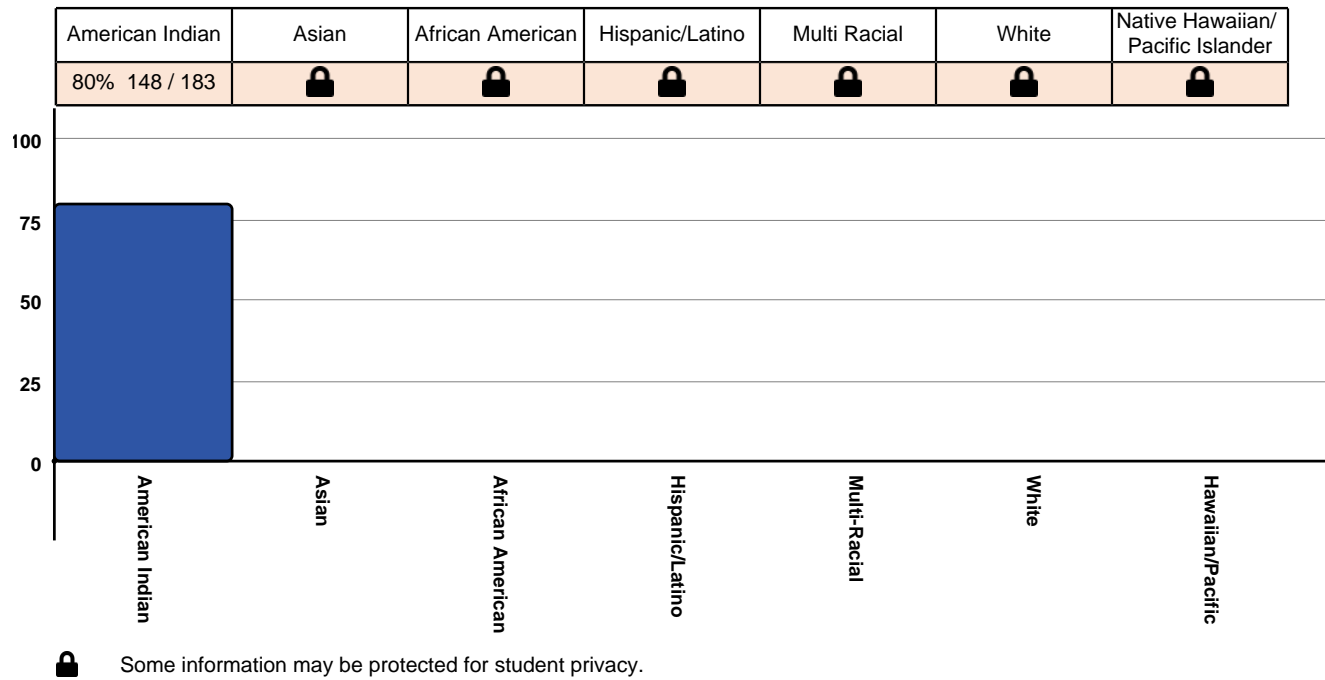 American Indian Asian African American Hispanic/Latino Multi Racial White Native Hawaiian/
Pacific Islander
80% 148 / 183
100
75
50
25
0
American Indian
Asian
African American
Hispanic/Latino
Multi-Racial
White
Hawaiian/Pacific
Some information may be protected for student privacy.